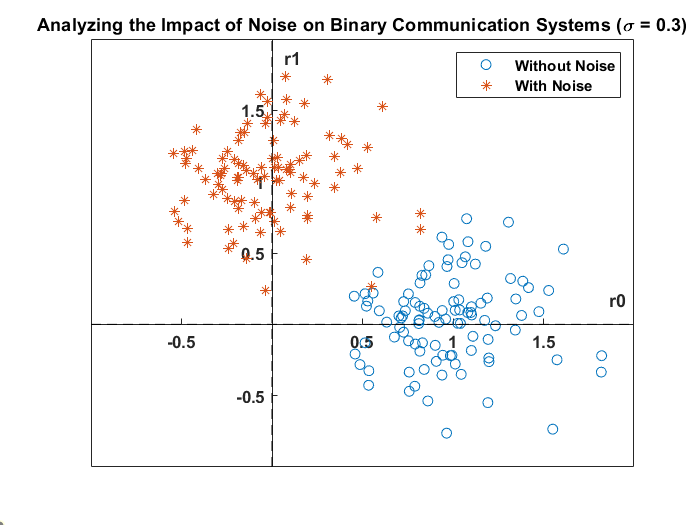 Analyzing the Impact of Noise on Binary Communication Systems (σ = 0.3)
r1
Without Noise
With Noise
1.5
1
0.5
r0
-0.5
0.5
1
1.5
-0.5